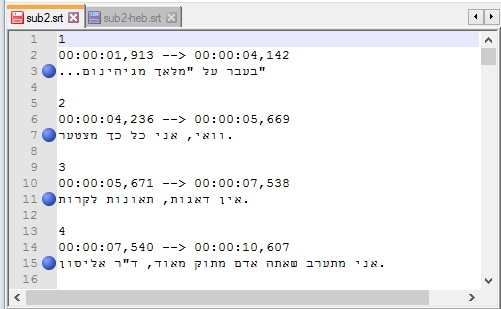 sub2.srt sub2-heb.srt
1 1
2 00:00:01,913 --> 00:00:04,142
3 ...בעבר על "מלאך מגיהינום"
4
5 2
6 00:00:04,236 --> 00:00:05,669
7 וואי, אני כל כך מצטער.
8
9 3
10 00:00:05,671 --> 00:00:07,538
11 אין דאגות, תאונות לקרות.
12
13 4
14 00:00:07,540 --> 00:00:10,607
15 אני מתערב שאתה אדם מתוק מאוד, ד"ר אליסון.
16